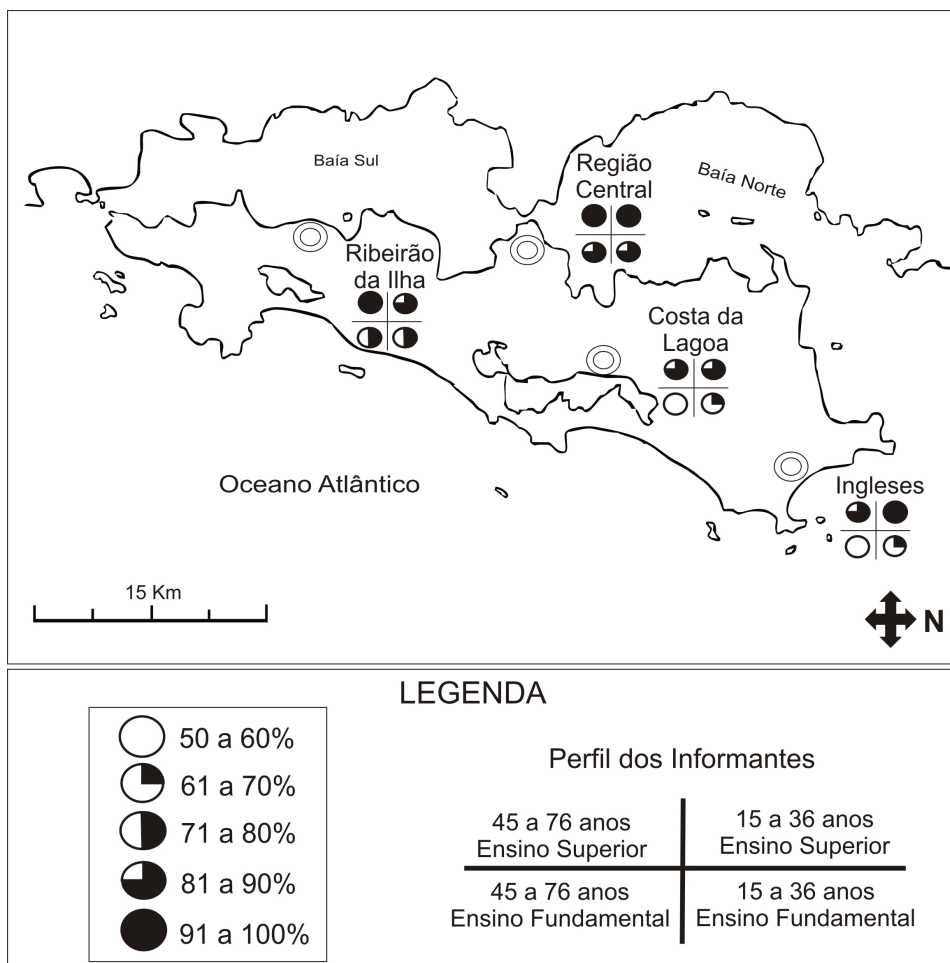 Baía Sul
Região
Central
Baía Norte
Ribeirão
da Ilha
Costa da
Lagoa
Oceano Atlântico
Ingleses
15 Km
N
LEGENDA
50 a 60%
61 a 70%
71 a 80%
81 a 90%
91 a 100%
Perfil dos Informantes
45 a 76 anos
Ensino Superior
15 a 36 anos
Ensino Superior
45 a 76 anos
Ensino Fundamental
15 a 36 anos
Ensino Fundamental